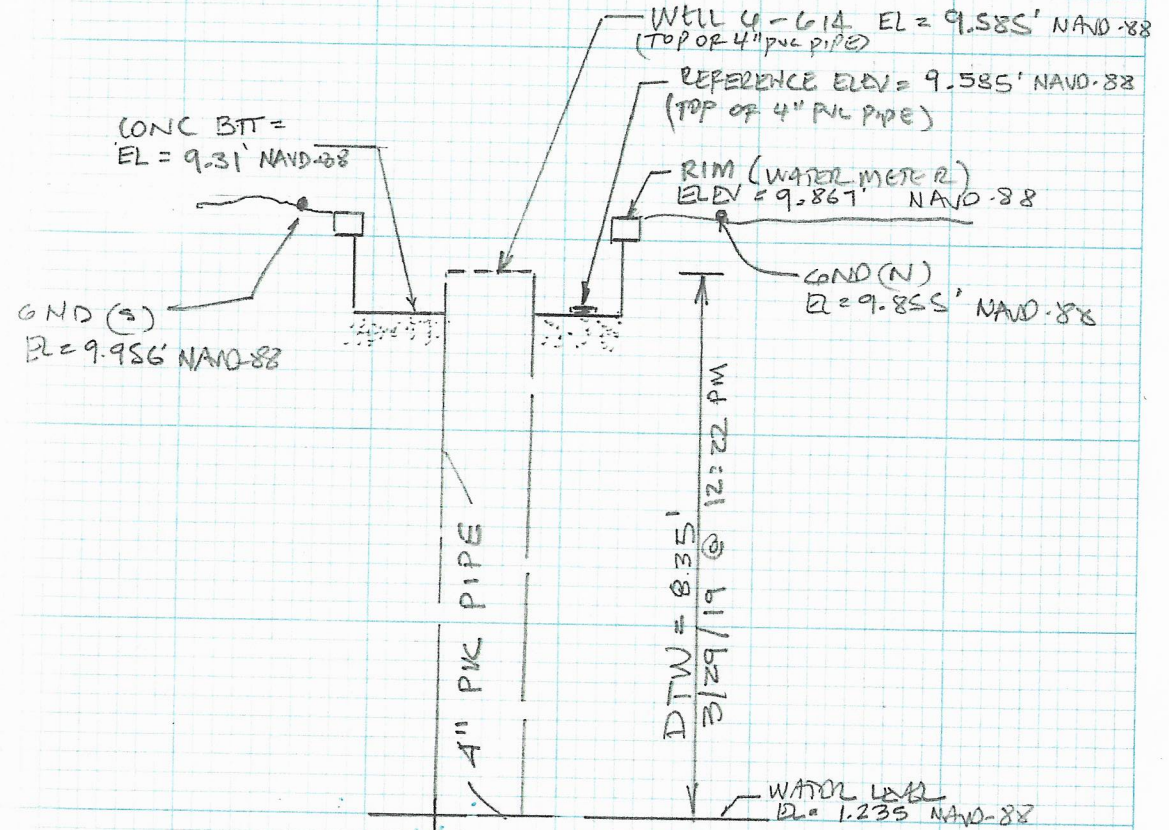 WELL G-614 EL = 9.585' NAVD-88
(TOP OF 4" PVC PIPE)
REFERENCE ELEV = 9.585' NAVD-88
(TOP OF 4" PVC PIPE)
CONC BTT =
EL = 9.31' NAVD-88
RIM (WATER METER)
ELEV = 9.867' NAVD-88
GND (N)
EL = 9.855' NAVD-88
GND (S)
EL = 9.956' NAVD-88
4" PVC PIPE
DTW = 8.35'
3/29/19 @ 12:22 PM
WATER LEVEL
EL = 1.235 NAVD-88